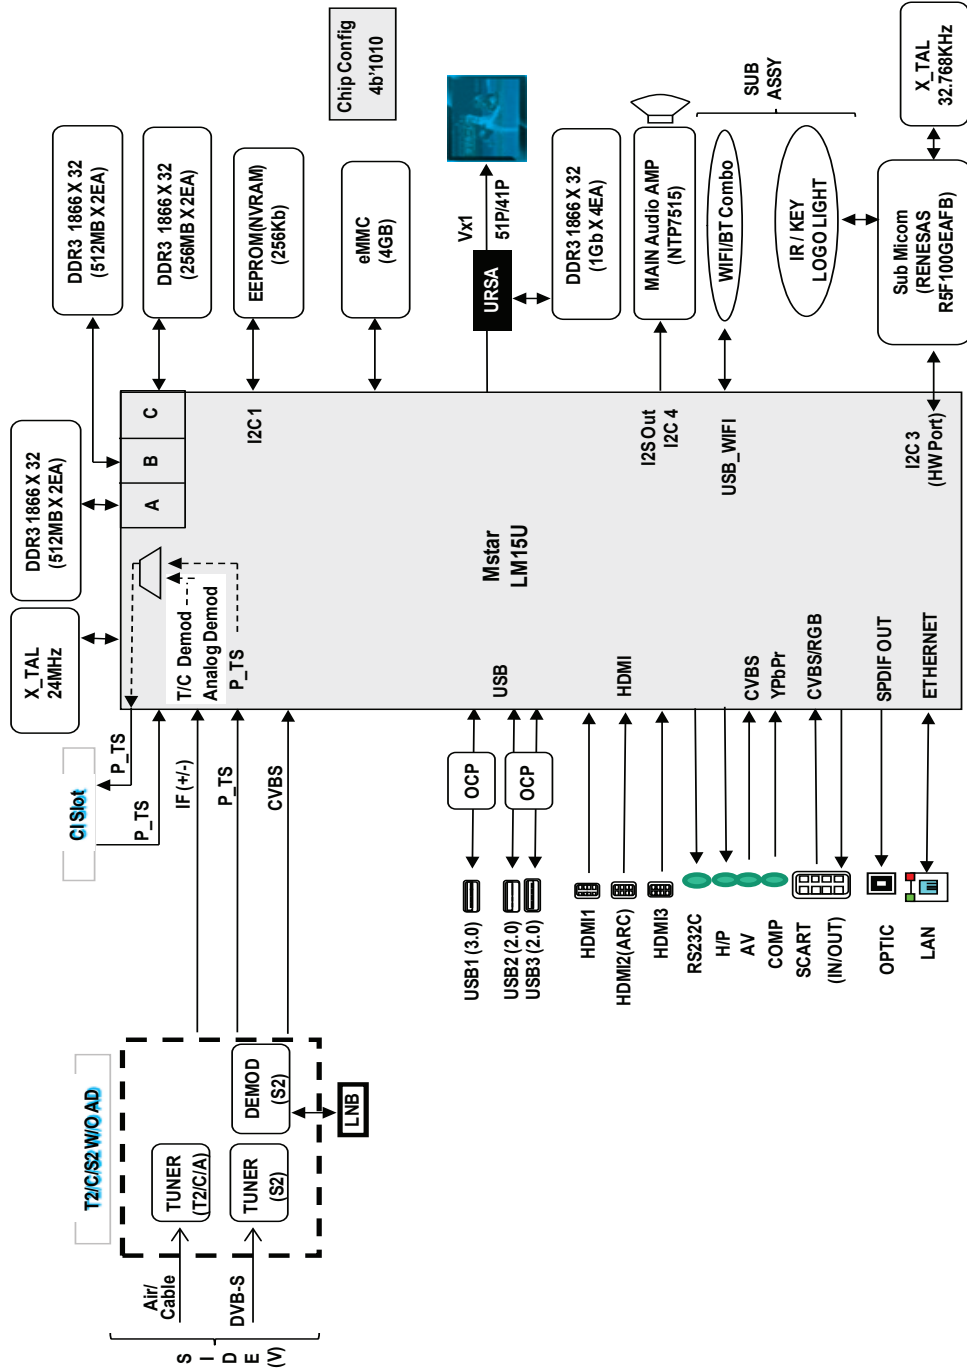 S
I
D
E
(V)
Air/
Cable
DVB-S
T2/C/S2 W/O AD
TUNER
(T2/C/A)
TUNER
(S2)
DEMOD
(S2)
LNB
CI Slot
P_TS
P_TS
IF (+/-)
P_TS
CVBS
X_TAL
24MHz
DDR3 1866 X 32
(512MB X 2EA)
DDR3 1866 X 32
(512MB X 2EA)
DDR3 1866 X 32
(256MB X 2EA)
EEPROM(NVRAM)
(256Kb)
eMMC
(4GB)
Chip Config
4b'1010
A
B
C
T/C Demod
Analog Demod
P_TS
I2C 1
Mstar
LM15U
URSA
Vx1
51P/41P
DDR3 1866 X 32
(1Gb X 4EA)
I2S Out
I2C 4
MAIN Audio AMP
(NTP7515)
USB_WIFI
WIFI/BT Combo
SUB
ASSY
IR / KEY
LOGO LIGHT
I2C 3
(HW Port)
Sub Micom
(RENESAS
R5F100GEAFB)
X_TAL
32.768KHz
USB
HDMI
CVBS
YPbPr
CVBS/RGB
SPDIF OUT
ETHERNET
OCP
OCP
USB1 (3.0)
USB2 (2.0)
USB3 (2.0)
HDMI1
HDMI2(ARC)
HDMI3
RS232C
H/P
AV
COMP
SCART
(IN/OUT)
OPTIC
LAN